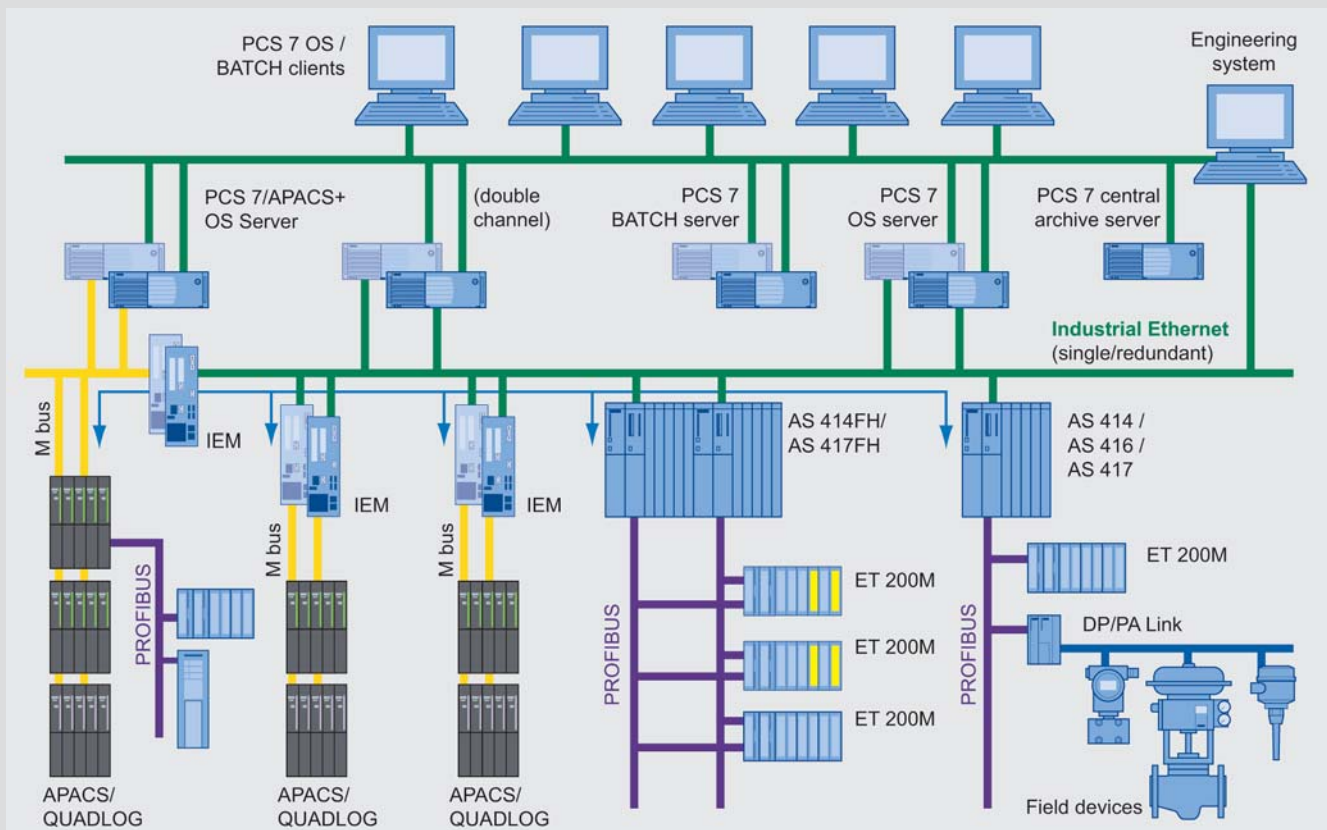 PCS 7 OS /
BATCH clients
Engineering
system
PCS 7/APACS+
OS Server
(double
channel)
PCS 7
BATCH server
PCS 7
OS server
PCS 7 central
archive server
Industrial Ethernet
(single/redundant)
M bus
IEM
M bus
IEM
M bus
IEM
AS 414FH/
AS 417FH
AS 414 /
AS 416 /
AS 417
PROFIBUS
PROFIBUS
PROFIBUS
ET 200M
ET 200M
ET 200M
ET 200M
DP/PA Link
Field devices
APACS/
QUADLOG
APACS/
QUADLOG
APACS/
QUADLOG